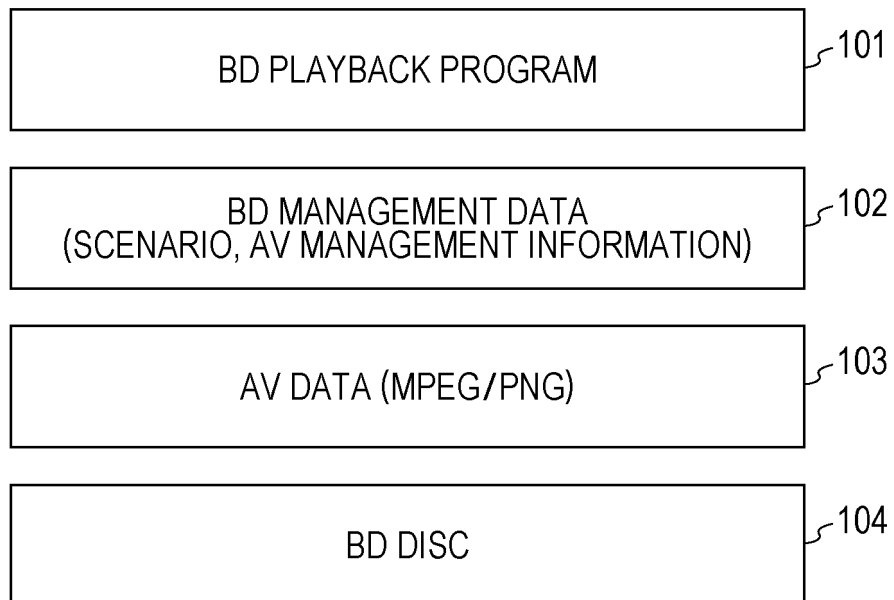 BD PLAYBACK PROGRAM
101
BD MANAGEMENT DATA
(SCENARIO, AV MANAGEMENT INFORMATION)
102
AV DATA (MPEG/PNG)
103
BD DISC
104